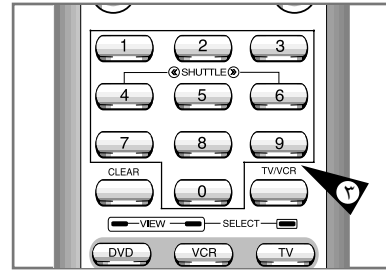 1 2 3
SHUTTLE
4 5 6
7 8 9
CLEAR TV/VCR
0
٣
VIEW SELECT
DVD VCR TV